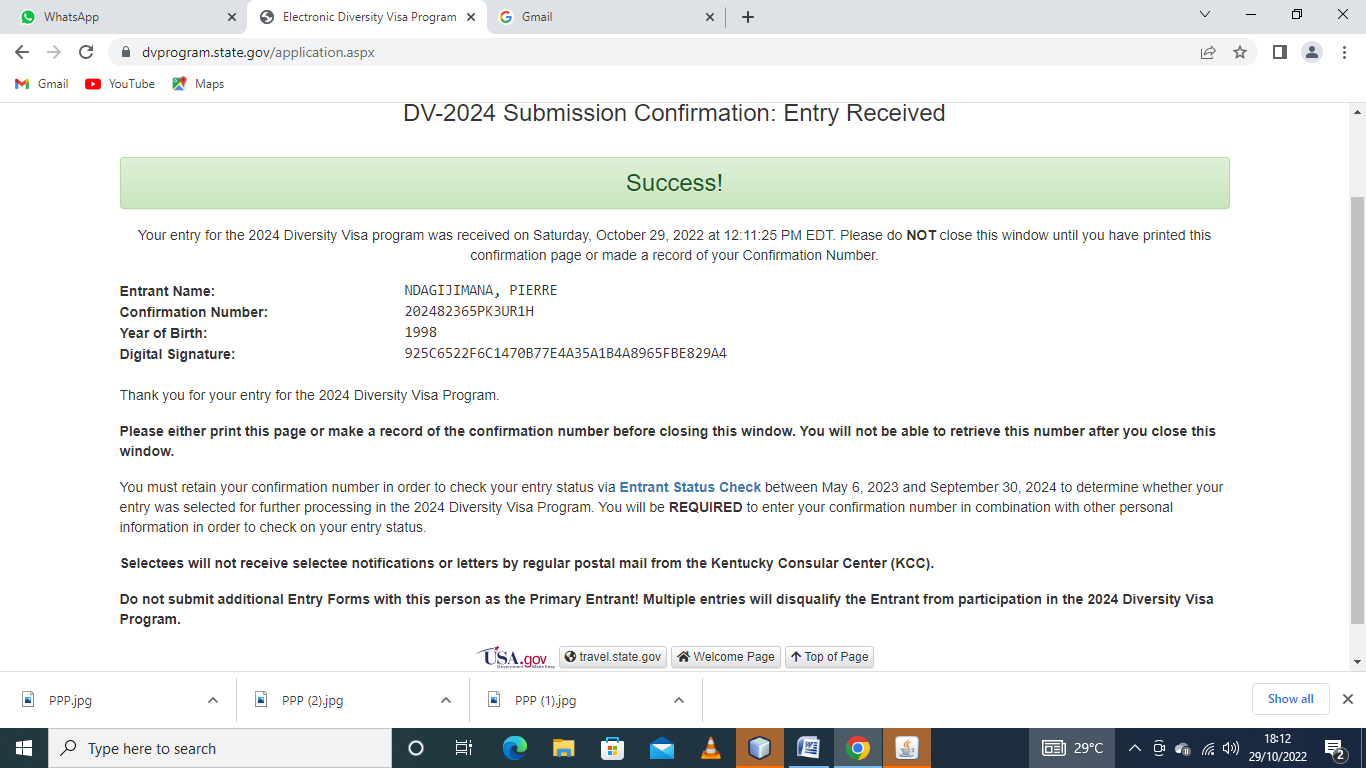 WhatsApp
Electronic Diversity Visa Program
Gmail
dvprogram.state.gov/application.aspx
Gmail
YouTube
Maps
DV-2024 Submission Confirmation: Entry Received
Success!
Your entry for the 2024 Diversity Visa program was received on Saturday, October 29, 2022 at 12:11:25 PM EDT. Please do NOT close this window until you have printed this
confirmation page or made a record of your Confirmation Number.
Entrant Name: NDAGIJIMANA, PIERRE
Confirmation Number: 202482365PK3UR1H
Year of Birth: 1998
Digital Signature: 925C6522F6C1470B77E4A35A1B4A8965FBE829A4
Thank you for your entry for the 2024 Diversity Visa Program.
Please either print this page or make a record of the confirmation number before closing this window. You will not be able to retrieve this number after you close this
window.
You must retain your confirmation number in order to check your entry status via Entrant Status Check between May 6, 2023 and September 30, 2024 to determine whether your
entry was selected for further processing in the 2024 Diversity Visa Program. You will be REQUIRED to enter your confirmation number in combination with other personal
information in order to check on your entry status.
Selectees will not receive selectee notifications or letters by regular postal mail from the Kentucky Consular Center (KCC).
Do not submit additional Entry Forms with this person as the Primary Entrant! Multiple entries will disqualify the Entrant from participation in the 2024 Diversity Visa
Program.
USA.gov
travel.state.gov
Welcome Page
Top of Page
PPP.jpg
PPP (2).jpg
PPP (1).jpg
Show all
Type here to search
29°C
18:12
29/10/2022
2